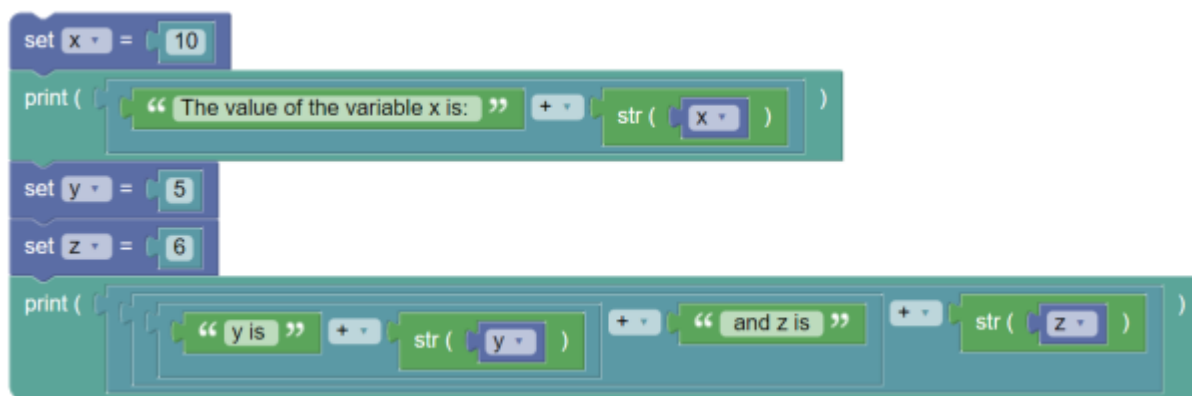 set x = 10
print ( “ The value of the variable x is: ” + str ( x ) )
set y = 5
set z = 6
print ( “ y is ” + str ( y ) + “ and z is ” + str ( z ) )